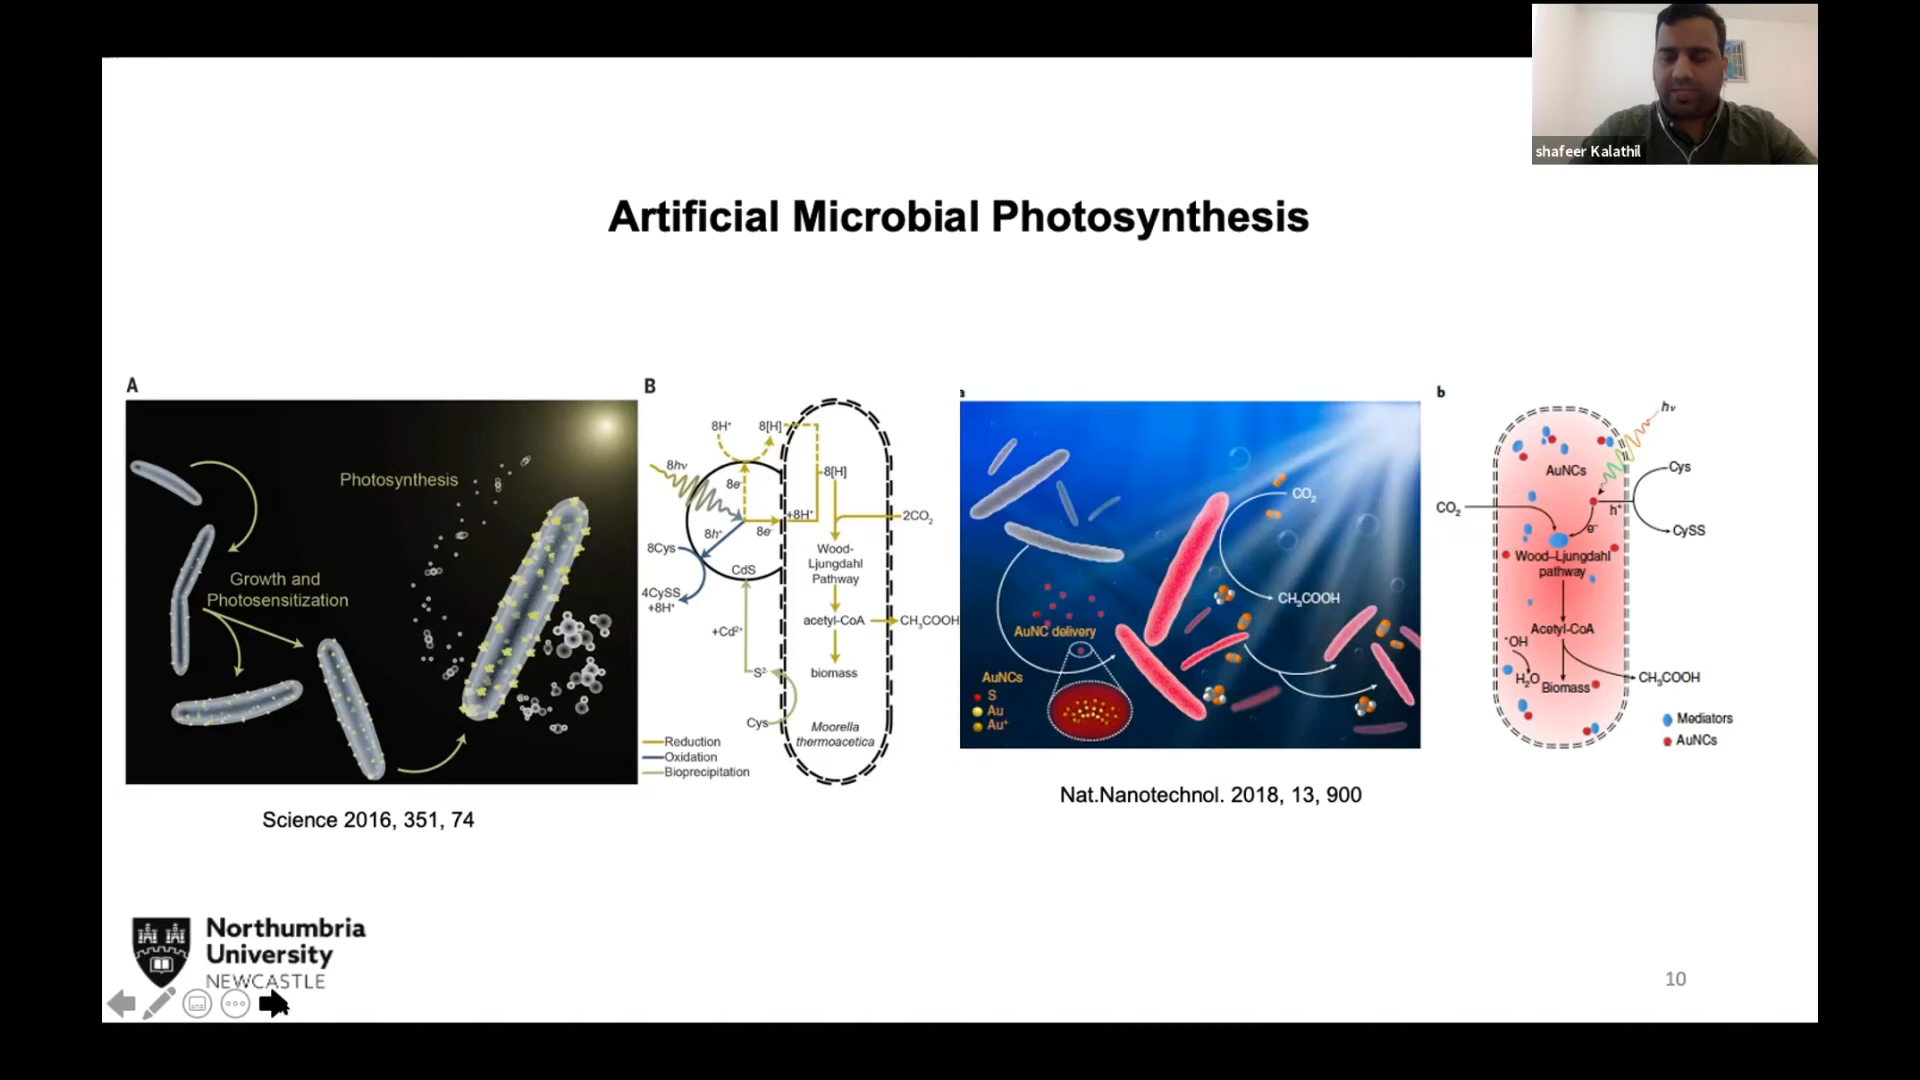 shafeer Kalathil
Artificial Microbial Photosynthesis
A
Photosynthesis
Growth and
Photosensitization
Science 2016, 351, 74
B
8H⁺
8[H]
8hν
8[H]
8e⁻
+8H⁺
8h⁺
8e⁻
2CO₂
8Cys
Wood-
Ljungdahl
Pathway
CdS
4CySS
+8H⁺
acetyl-CoA
CH₃COOH
+Cd²⁺
S²⁻
biomass
Cys
Moorella
thermoacetica
Reduction
Oxidation
Bioprecipitation
a
CO₂
CH₃COOH
AuNC delivery
AuNCs
S
Au
Au⁺
Nat.Nanotechnol. 2018, 13, 900
b
hν
AuNCs
Cys
CO₂
h⁺
e⁻
CySS
Wood–Ljungdahl
pathway
Acetyl-CoA
•OH
H₂O
Biomass
CH₃COOH
Mediators
AuNCs
Northumbria
University
NEWCASTLE
10